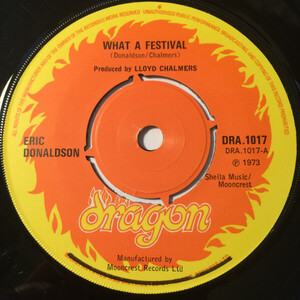 WHAT A FESTIVAL
(Donaldson/Chalmers)
Produced by LLOYD CHALMERS
ERIC
DONALDSON
DRA.1017
DRA.1017-A
℗ 1973
Shella Music/
Mooncrest
dragon
Manufactured by
Mooncrest Records Ltd